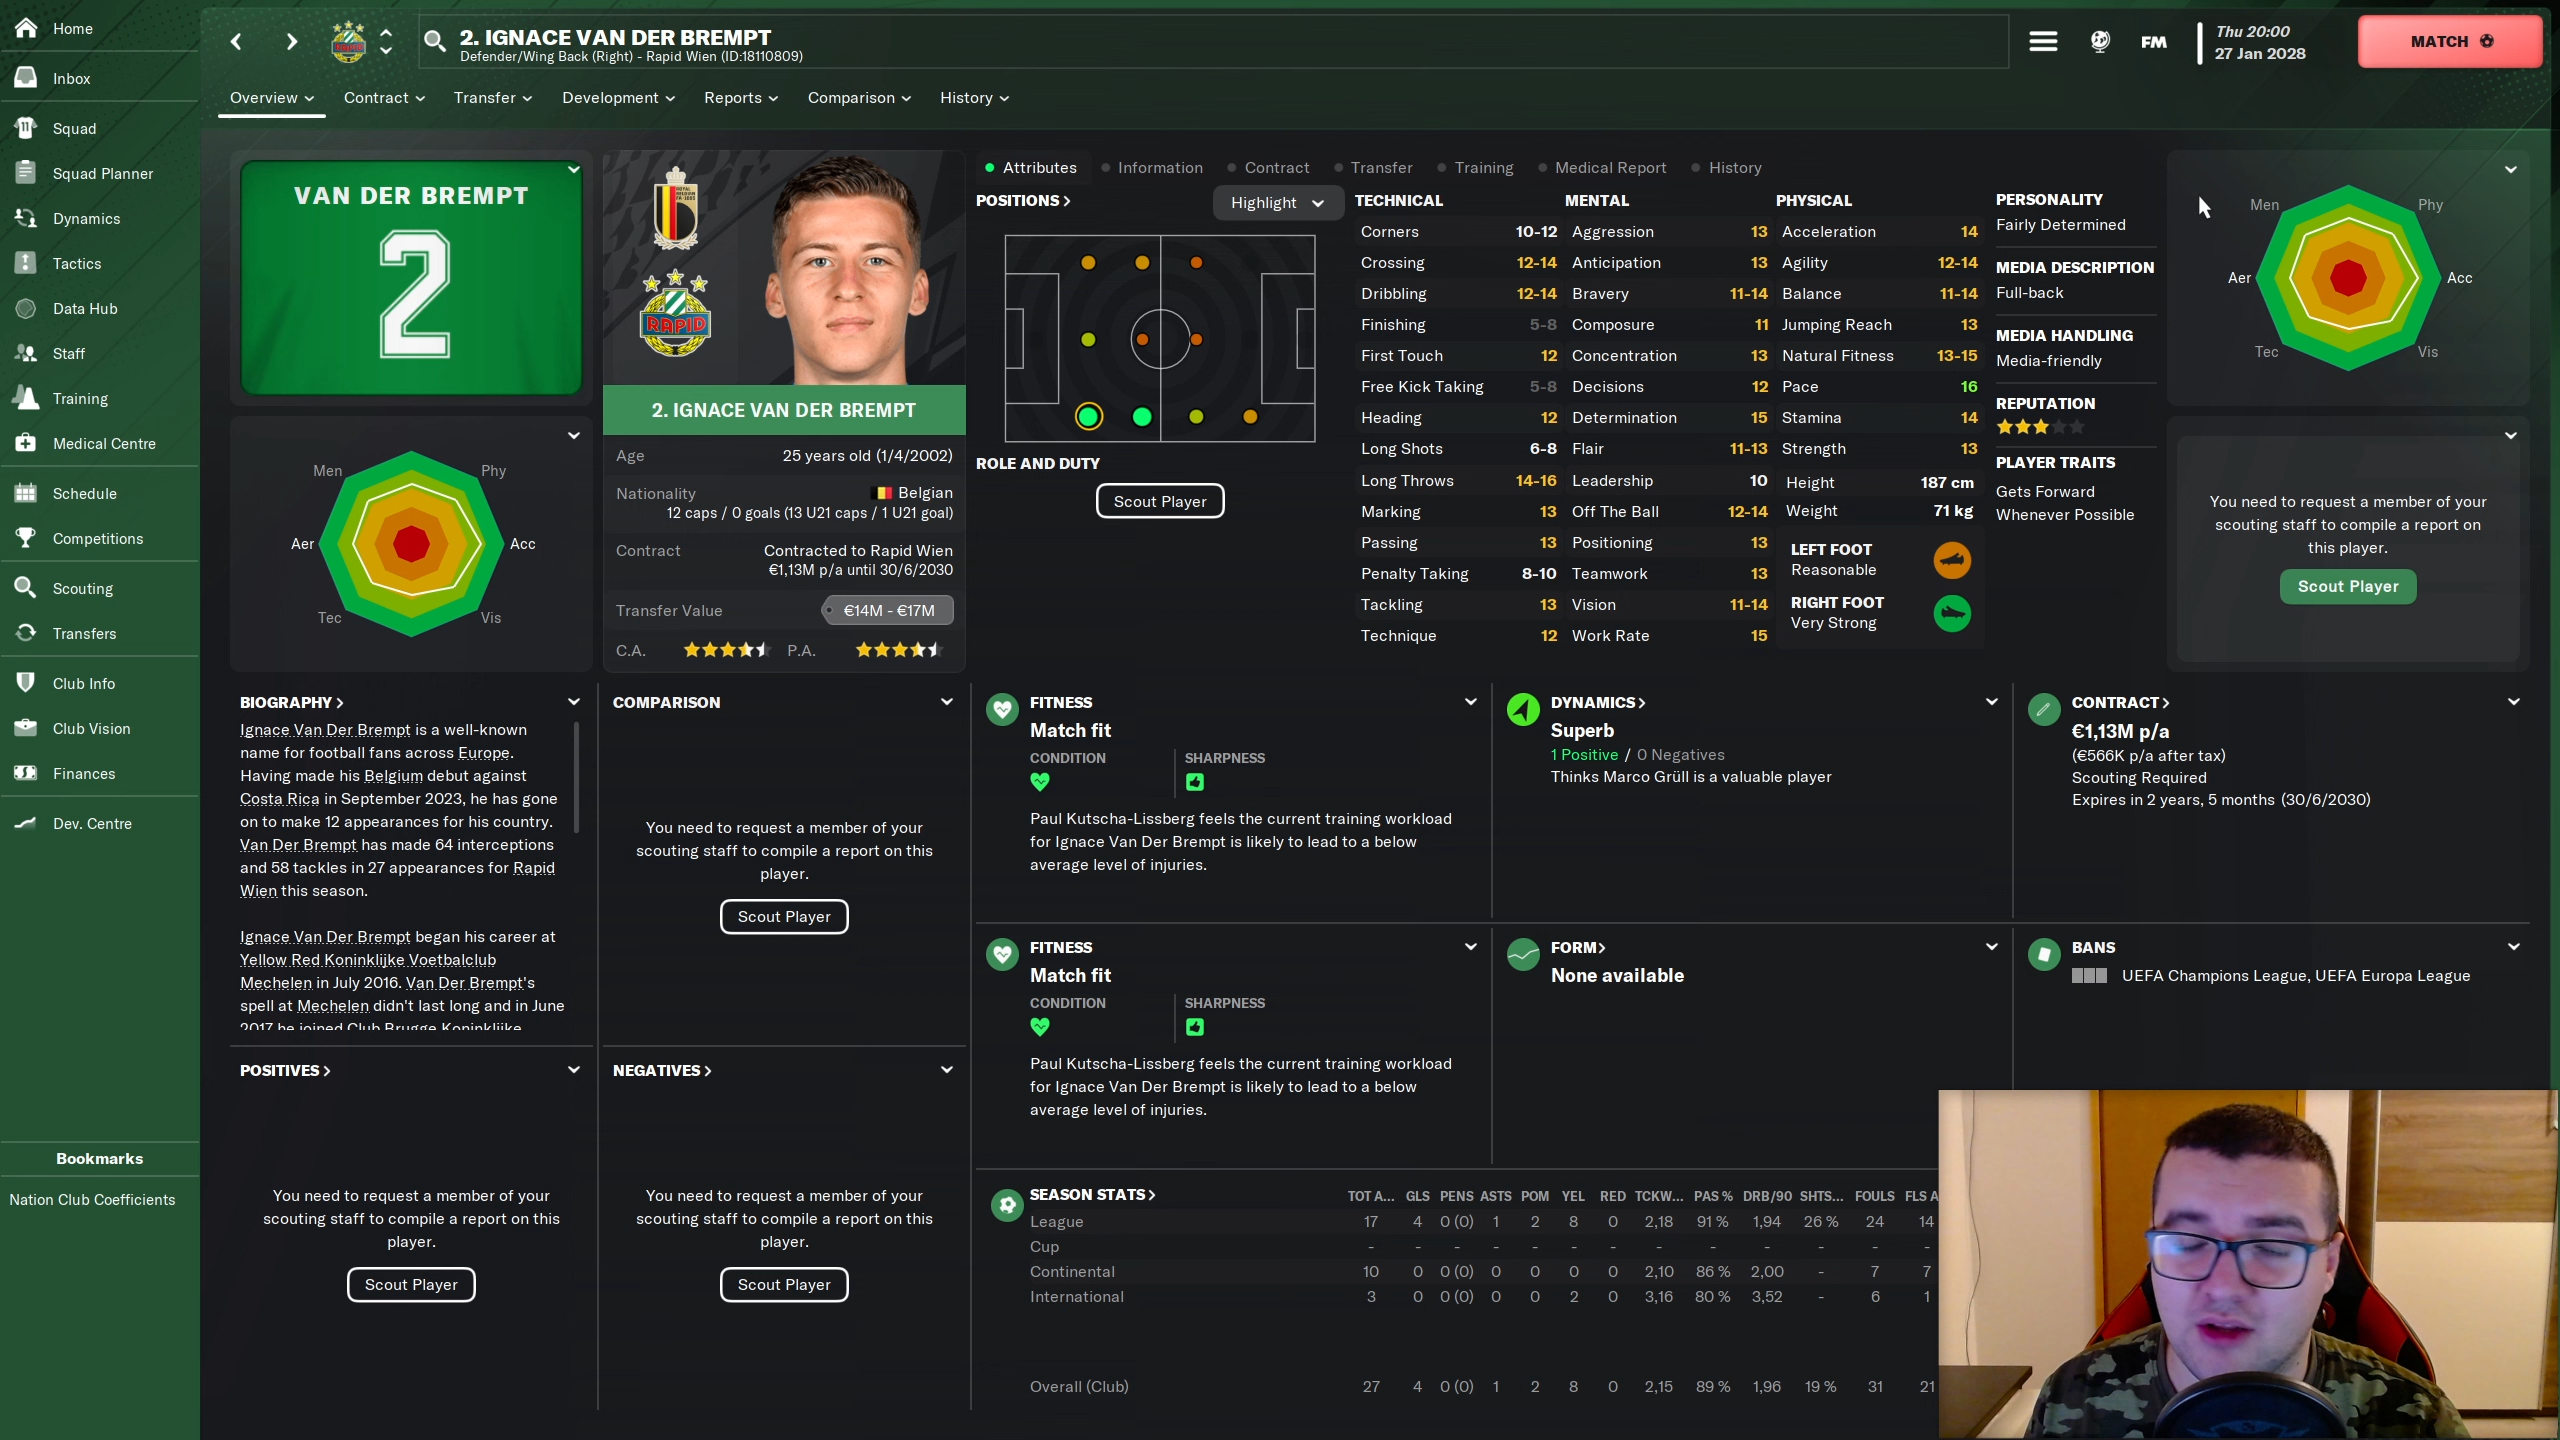 Home
Inbox
Squad
Squad Planner
Dynamics
Tactics
Data Hub
Staff
Training
Medical Centre
Schedule
Competitions
Scouting
Transfers
Club Info
Club Vision
Finances
Dev. Centre
Bookmarks
Nation Club Coefficients
2. IGNACE VAN DER BREMPT
Defender/Wing Back (Right) - Rapid Wien (ID:18110809)
FM
Thu 20:00
27 Jan 2028
MATCH
Overview
Contract
Transfer
Development
Reports
Comparison
History
VAN DER BREMPT
2
Men
Phy
Aer
Acc
Tec
Vis
RAPID
2. IGNACE VAN DER BREMPT
Age 25 years old (1/4/2002)
Nationality Belgian
12 caps / 0 goals (13 U21 caps / 1 U21 goal)
Contract Contracted to Rapid Wien
€1,13M p/a until 30/6/2030
Transfer Value €14M - €17M
C.A. P.A.
Attributes
Information
Contract
Transfer
Training
Medical Report
History
POSITIONS
Highlight
ROLE AND DUTY
Scout Player
TECHNICAL
Corners 10-12
Crossing 12-14
Dribbling 12-14
Finishing 5-8
First Touch 12
Free Kick Taking 5-8
Heading 12
Long Shots 6-8
Long Throws 14-16
Marking 13
Passing 13
Penalty Taking 8-10
Tackling 13
Technique 12
MENTAL
Aggression 13
Anticipation 13
Bravery 11-14
Composure 11
Concentration 13
Decisions 12
Determination 15
Flair 11-13
Leadership 10
Off The Ball 12-14
Positioning 13
Teamwork 13
Vision 11-14
Work Rate 15
PHYSICAL
Acceleration 14
Agility 12-14
Balance 11-14
Jumping Reach 13
Natural Fitness 13-15
Pace 16
Stamina 14
Strength 13
Height 187 cm
Weight 71 kg
LEFT FOOT
Reasonable
RIGHT FOOT
Very Strong
PERSONALITY
Fairly Determined
MEDIA DESCRIPTION
Full-back
MEDIA HANDLING
Media-friendly
REPUTATION
PLAYER TRAITS
Gets Forward
Whenever Possible
Men
Phy
Aer
Acc
Tec
Vis
You need to request a member of your
scouting staff to compile a report on
this player.
Scout Player
BIOGRAPHY
Ignace Van Der Brempt is a well-known
name for football fans across Europe.
Having made his Belgium debut against
Costa Rica in September 2023, he has gone
on to make 12 appearances for his country.
Van Der Brempt has made 64 interceptions
and 58 tackles in 27 appearances for Rapid
Wien this season.
Ignace Van Der Brempt began his career at
Yellow Red Koninklijke Voetbalclub
Mechelen in July 2016. Van Der Brempt's
spell at Mechelen didn't last long and in June
2017 he joined Club Brugge Koninklijke
COMPARISON
You need to request a member of your
scouting staff to compile a report on this
player.
Scout Player
POSITIVES
You need to request a member of your
scouting staff to compile a report on this
player.
Scout Player
NEGATIVES
You need to request a member of your
scouting staff to compile a report on this
player.
Scout Player
FITNESS
Match fit
CONDITION
SHARPNESS
Paul Kutscha-Lissberg feels the current training workload
for Ignace Van Der Brempt is likely to lead to a below
average level of injuries.
DYNAMICS
Superb
1 Positive / 0 Negatives
Thinks Marco Grüll is a valuable player
CONTRACT
€1,13M p/a
(€566K p/a after tax)
Scouting Required
Expires in 2 years, 5 months (30/6/2030)
FITNESS
Match fit
CONDITION
SHARPNESS
Paul Kutscha-Lissberg feels the current training workload
for Ignace Van Der Brempt is likely to lead to a below
average level of injuries.
FORM
None available
BANS
UEFA Champions League, UEFA Europa League
SEASON STATS TOT A... GLS PENS ASTS POM YEL RED TCKW... PAS % DRB/90 SHTS... FOULS FLS A
League 17 4 0 (0) 1 2 8 0 2,18 91 % 1,94 26 % 24 14
Cup - - - - - - - - - - - - -
Continental 10 0 0 (0) 0 0 0 0 2,10 86 % 2,00 - 7 7
International 3 0 0 (0) 0 0 2 0 3,16 80 % 3,52 - 6 1
Overall (Club) 27 4 0 (0) 1 2 8 0 2,15 89 % 1,96 19 % 31 21